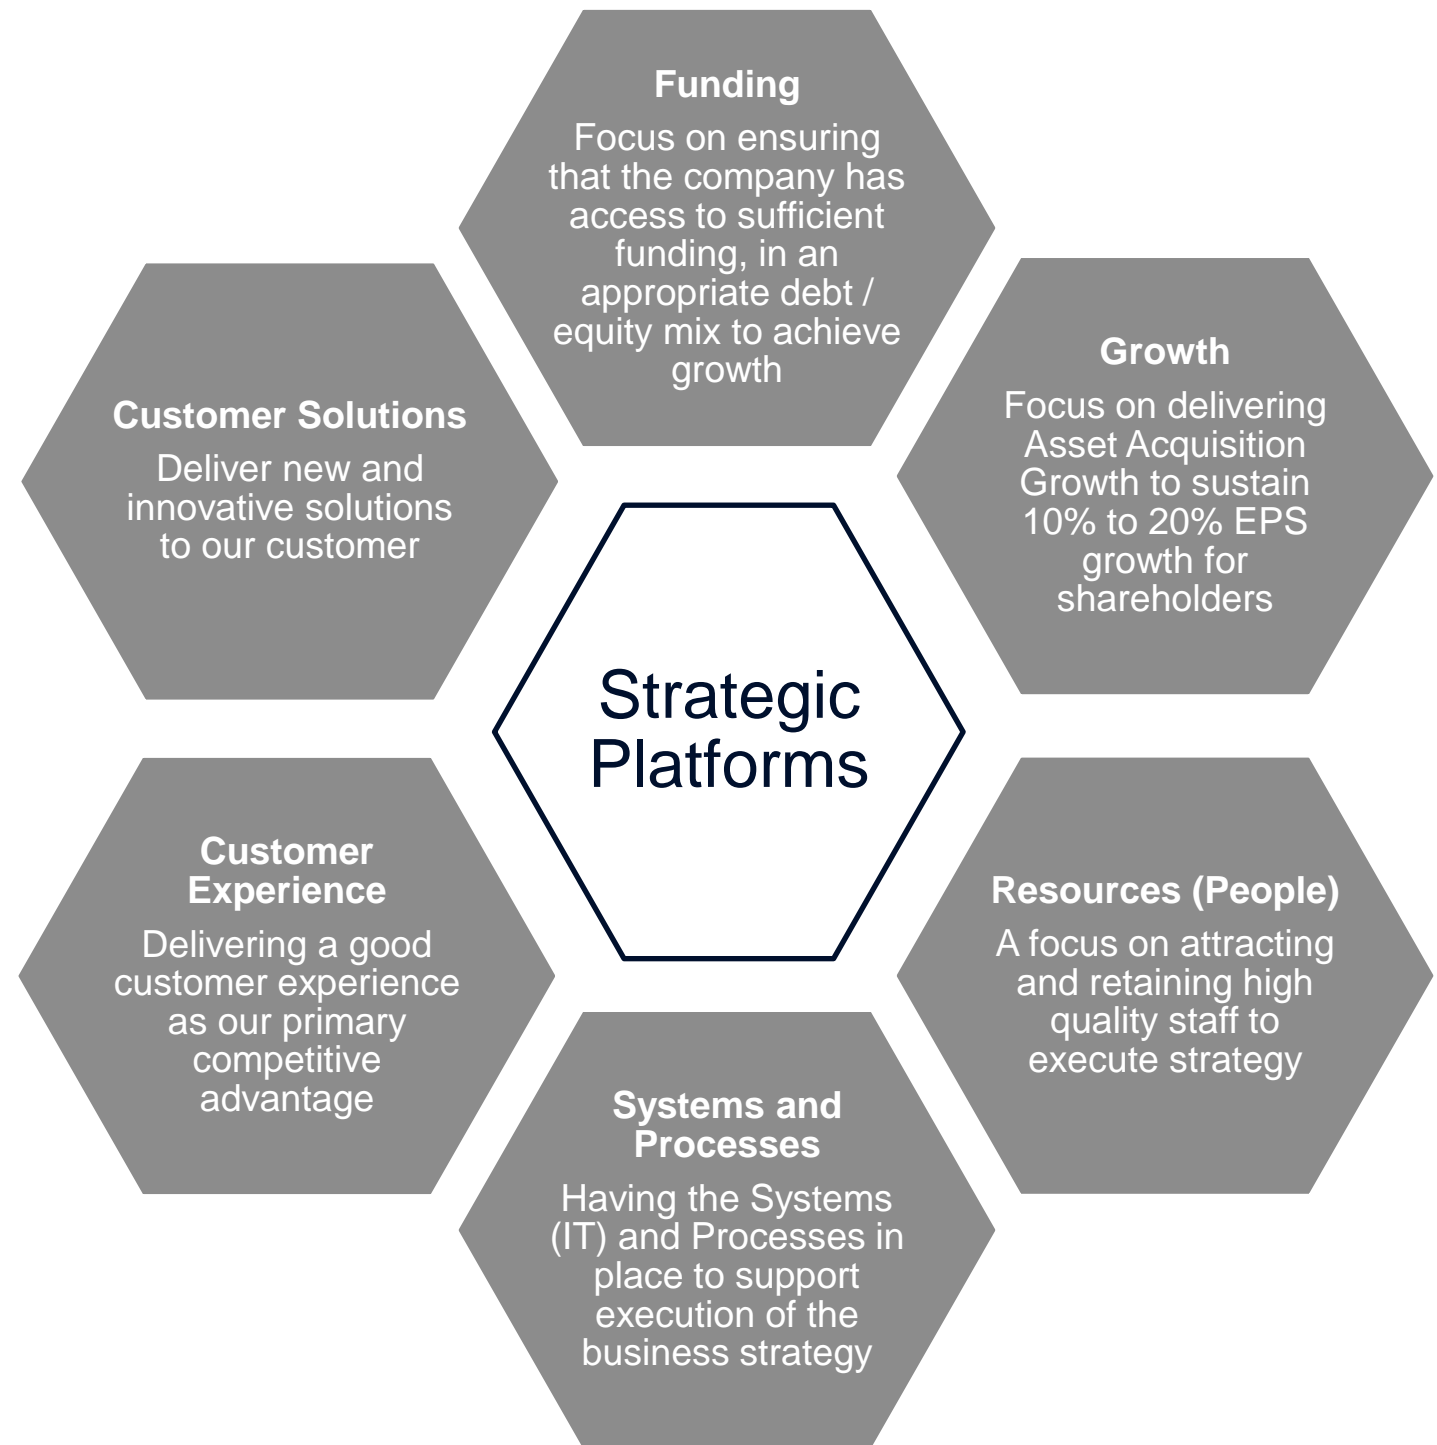 Funding
Focus on ensuring
that the company has
access to sufficient
funding, in an
appropriate debt /
equity mix to achieve
growth
Growth
Focus on delivering
Asset Acquisition
Growth to sustain
10% to 20% EPS
growth for
shareholders
Resources (People)
A focus on attracting
and retaining high
quality staff to
execute strategy
Systems and
Processes
Having the Systems
(IT) and Processes in
place to support
execution of the
business strategy
Customer
Experience
Delivering a good
customer experience
as our primary
competitive
advantage
Customer Solutions
Deliver new and
innovative solutions
to our customer
Strategic
Platforms